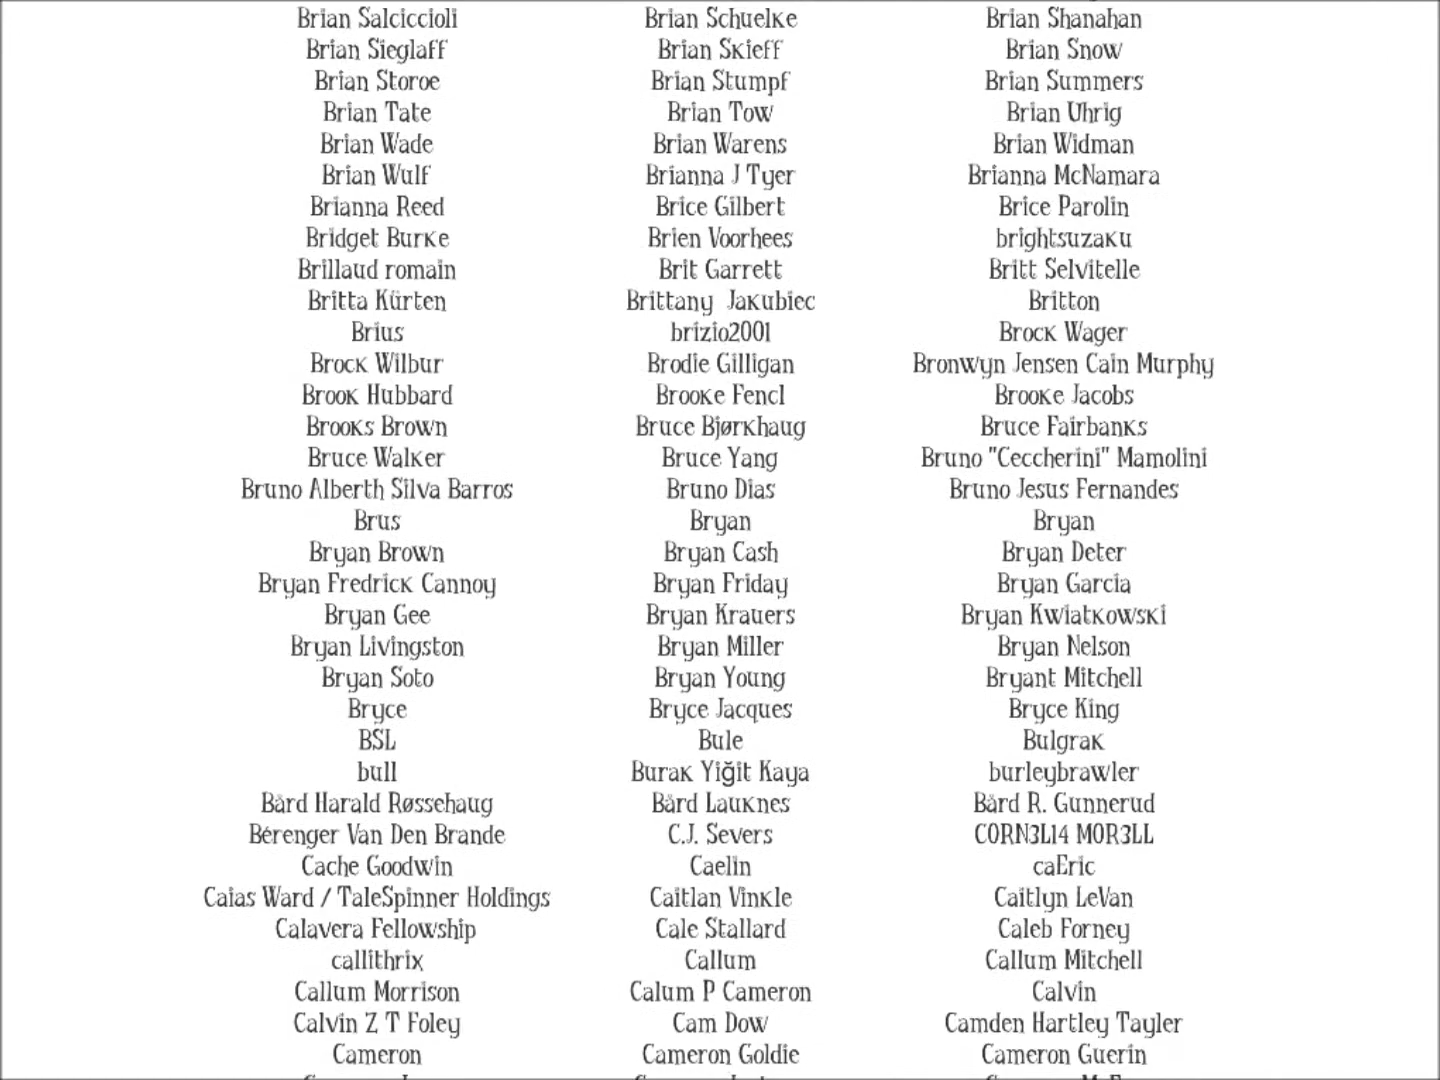 Brian Salciccioli Brian Schuelke Brian Shanahan
Brian Sieglaff Brian Skieff Brian Snow
Brian Storoe Brian Stumpf Brian Summers
Brian Tate Brian Tow Brian Uhrig
Brian Wade Brian Warens Brian Widman
Brian Wulf Brianna J Tyer Brianna McNamara
Brianna Reed Brice Gilbert Brice Parolin
Bridget Burke Brien Voorhees brightsuzaku
Brillaud romain Brit Garrett Britt Selvitelle
Britta Kürten Brittany Jakubiec Britton
Brius brizio2001 Brock Wager
Brock Wilbur Brodie Gilligan Bronwyn Jensen Cain Murphy
Brook Hubbard Brooke Fencl Brooke Jacobs
Brooks Brown Bruce Bjørkhaug Bruce Fairbanks
Bruce Walker Bruce Yang Bruno "Ceccherini" Mamolini
Bruno Alberth Silva Barros Bruno Dias Bruno Jesus Fernandes
Brus Bryan Bryan
Bryan Brown Bryan Cash Bryan Deter
Bryan Fredrick Cannoy Bryan Friday Bryan Garcia
Bryan Gee Bryan Krauers Bryan Kwiatkowski
Bryan Livingston Bryan Miller Bryan Nelson
Bryan Soto Bryan Young Bryant Mitchell
Bryce Bryce Jacques Bryce King
BSL Bule Bulgrak
bull Burak Yiğit Kaya burleybrawler
Bård Harald Røssehaug Bård Lauknes Bård R. Gunnerud
Bérenger Van Den Brande C.J. Severs C0RN3L14 M0R3LL
Cache Goodwin Caelin caEric
Caias Ward / TaleSpinner Holdings Caitlan Vinkle Caitlyn LeVan
Calavera Fellowship Cale Stallard Caleb Forney
callithrix Callum Callum Mitchell
Callum Morrison Calum P Cameron Calvin
Calvin Z T Foley Cam Dow Camden Hartley Tayler
Cameron Cameron Goldie Cameron Guerin